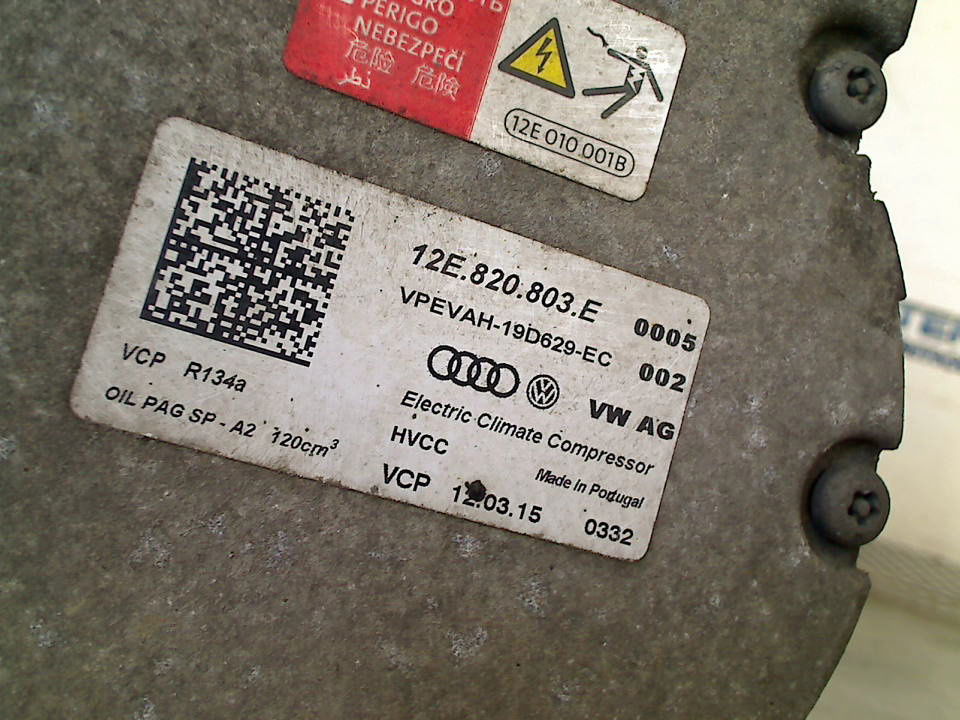 PERIGO
NEBEZPEČÍ
危险 危険
خطر
12E 010 001B
12E.820.803.E 0005
VPEVAH-19D629-EC 002
VW AG
VCP R134a
OIL PAG SP - A2 120cm³
Electric Climate Compressor
HVCC
Made In Portugal
VCP 12.03.15 0332